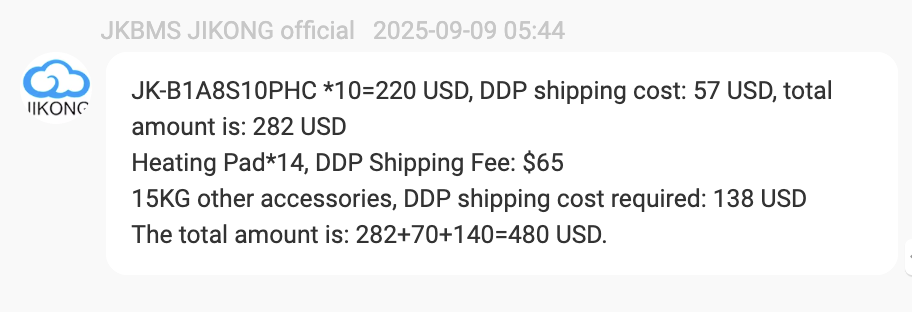 JKBMS JIKONG official 2025-09-09 05:44
JIKONG
JK-B1A8S10PHC *10=220 USD, DDP shipping cost: 57 USD, total
amount is: 282 USD
Heating Pad*14, DDP Shipping Fee: $65
15KG other accessories, DDP shipping cost required: 138 USD
The total amount is: 282+70+140=480 USD.